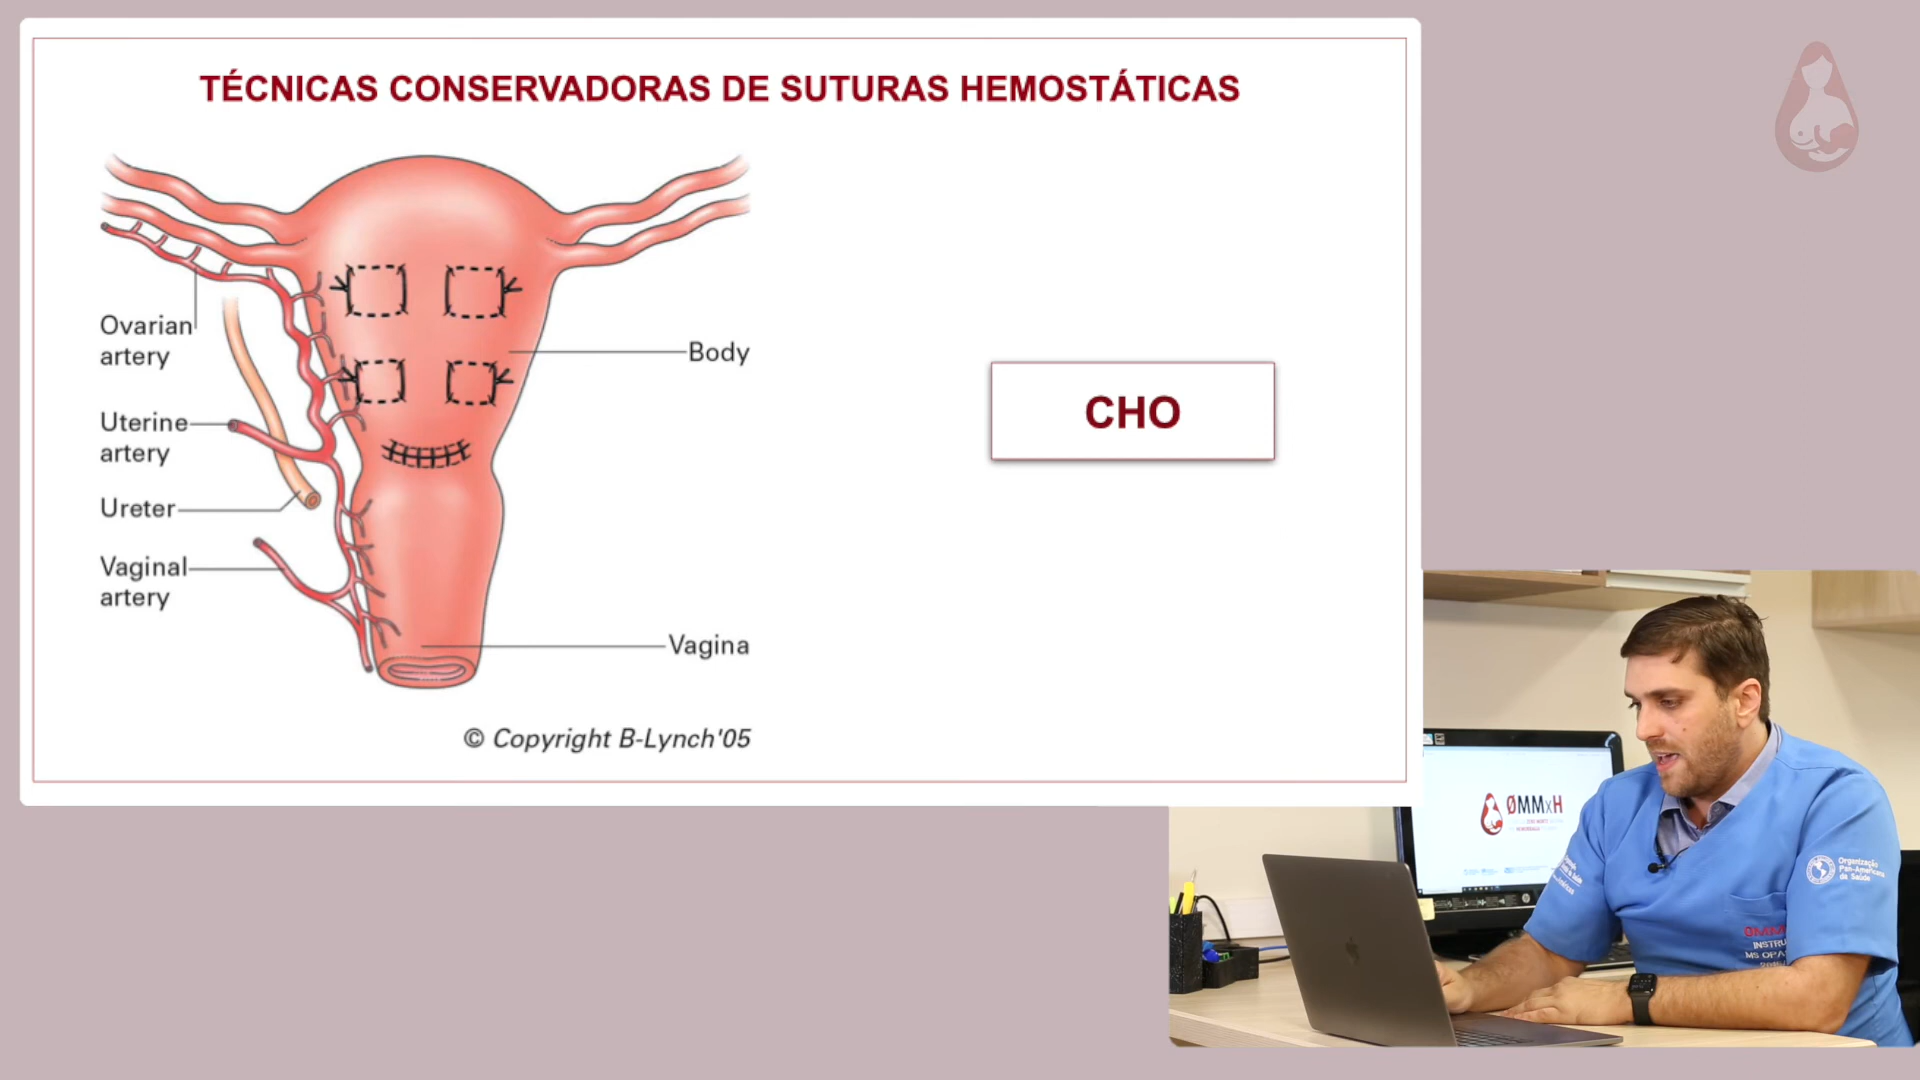 TÉCNICAS CONSERVADORAS DE SUTURAS HEMOSTÁTICAS
Ovarian
artery
Body
CHO
Uterine
artery
Ureter
Vaginal
artery
Vagina
© Copyright B-Lynch'05
ØMMxH
Organização
Pan-Americana
da Saúde